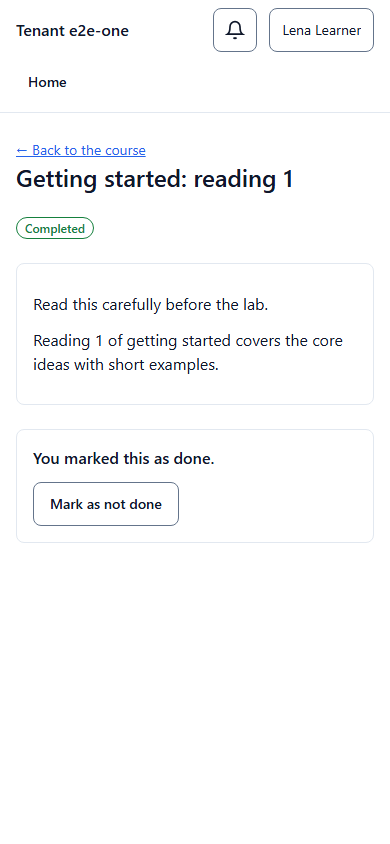 Tenant e2e-one
Lena Learner
Home
← Back to the course
Getting started: reading 1
Completed
Read this carefully before the lab.
Reading 1 of getting started covers the core
ideas with short examples.
You marked this as done.
Mark as not done